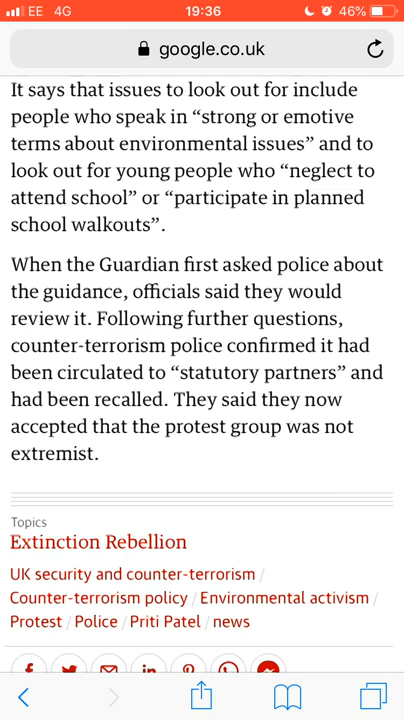 EE 4G 19:36 46%
google.co.uk
It says that issues to look out for include
people who speak in “strong or emotive
terms about environmental issues” and to
look out for young people who “neglect to
attend school” or “participate in planned
school walkouts”.
When the Guardian first asked police about
the guidance, officials said they would
review it. Following further questions,
counter-terrorism police confirmed it had
been circulated to “statutory partners” and
had been recalled. They said they now
accepted that the protest group was not
extremist.
Topics
Extinction Rebellion
UK security and counter-terrorism /
Counter-terrorism policy / Environmental activism /
Protest / Police / Priti Patel / news